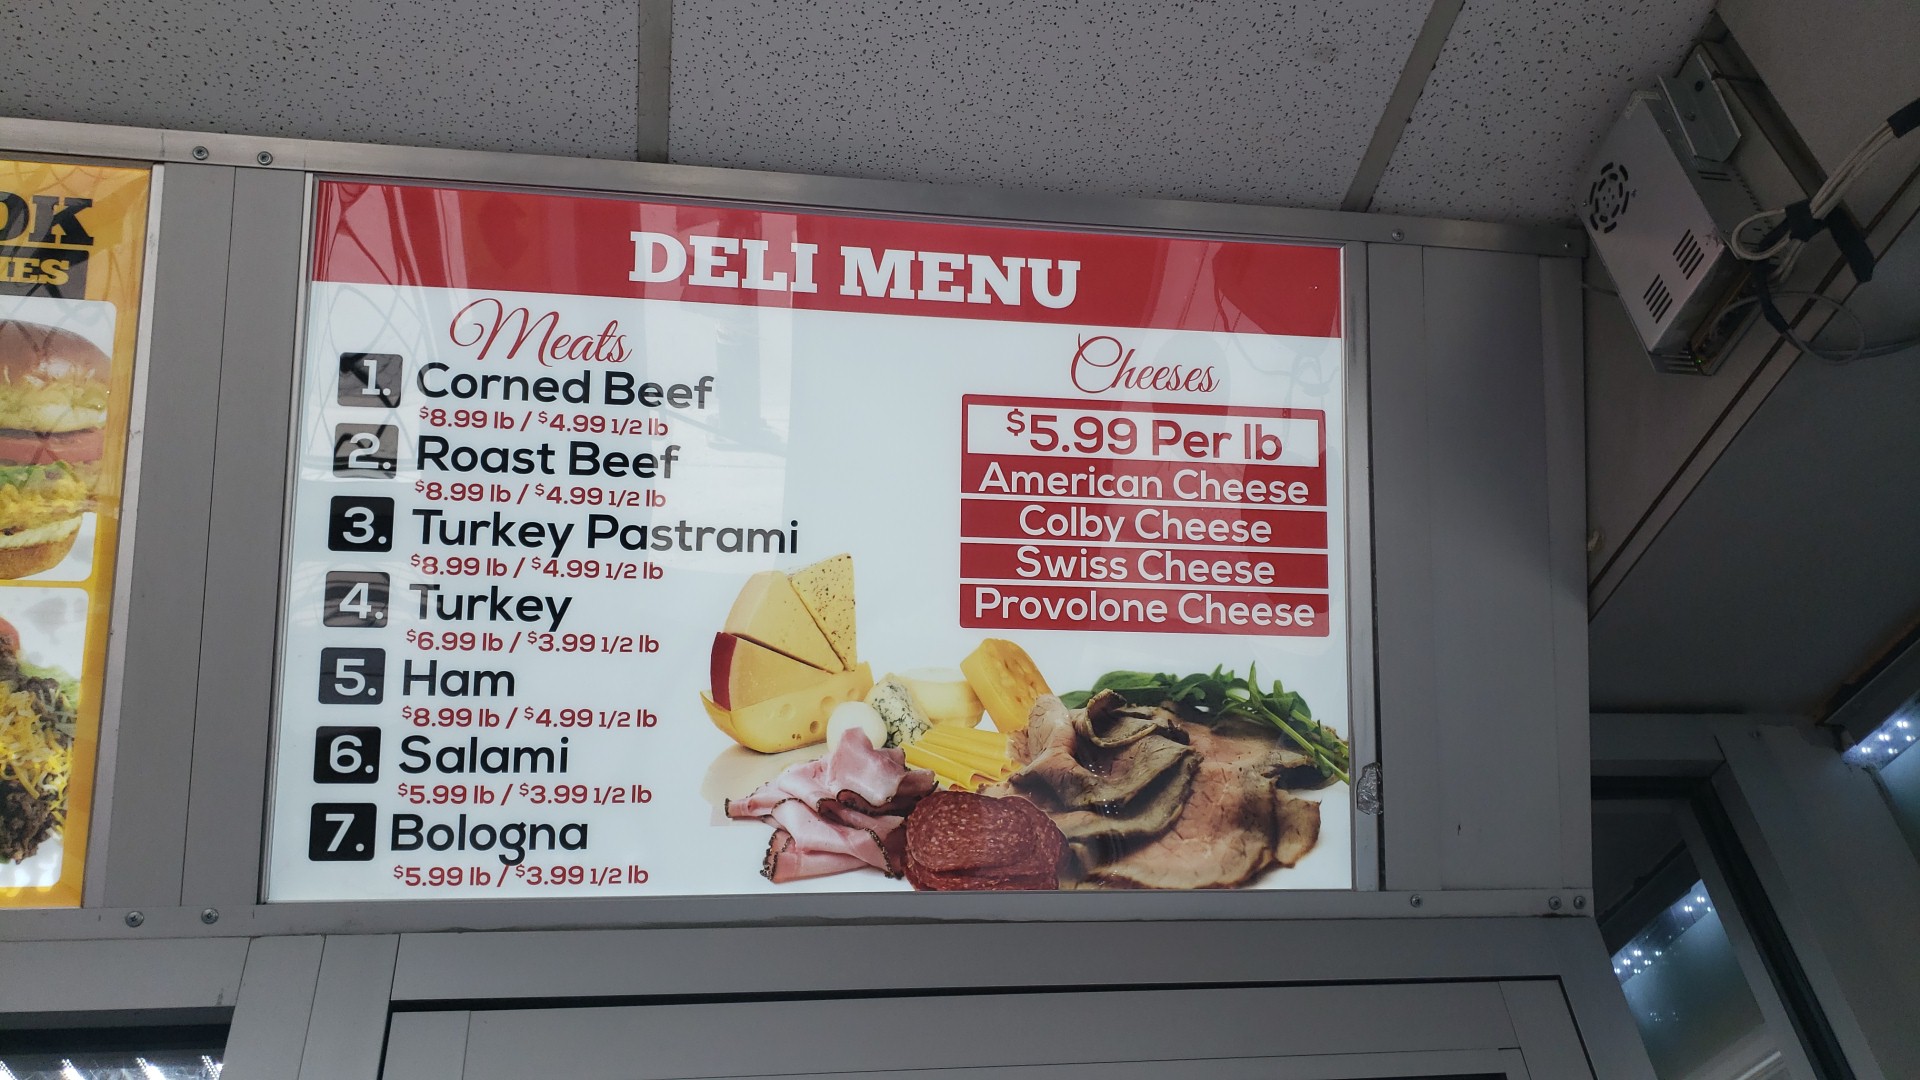 DELI MENU
Meats
1. Corned Beef
$8.99 lb / $4.99 1/2 lb
2. Roast Beef
$8.99 lb / $4.99 1/2 lb
3. Turkey Pastrami
$8.99 lb / $4.99 1/2 lb
4. Turkey
$6.99 lb / $3.99 1/2 lb
5. Ham
$8.99 lb / $4.99 1/2 lb
6. Salami
$5.99 lb / $3.99 1/2 lb
7. Bologna
$5.99 lb / $3.99 1/2 lb
Cheeses
$5.99 Per lb
American Cheese
Colby Cheese
Swiss Cheese
Provolone Cheese